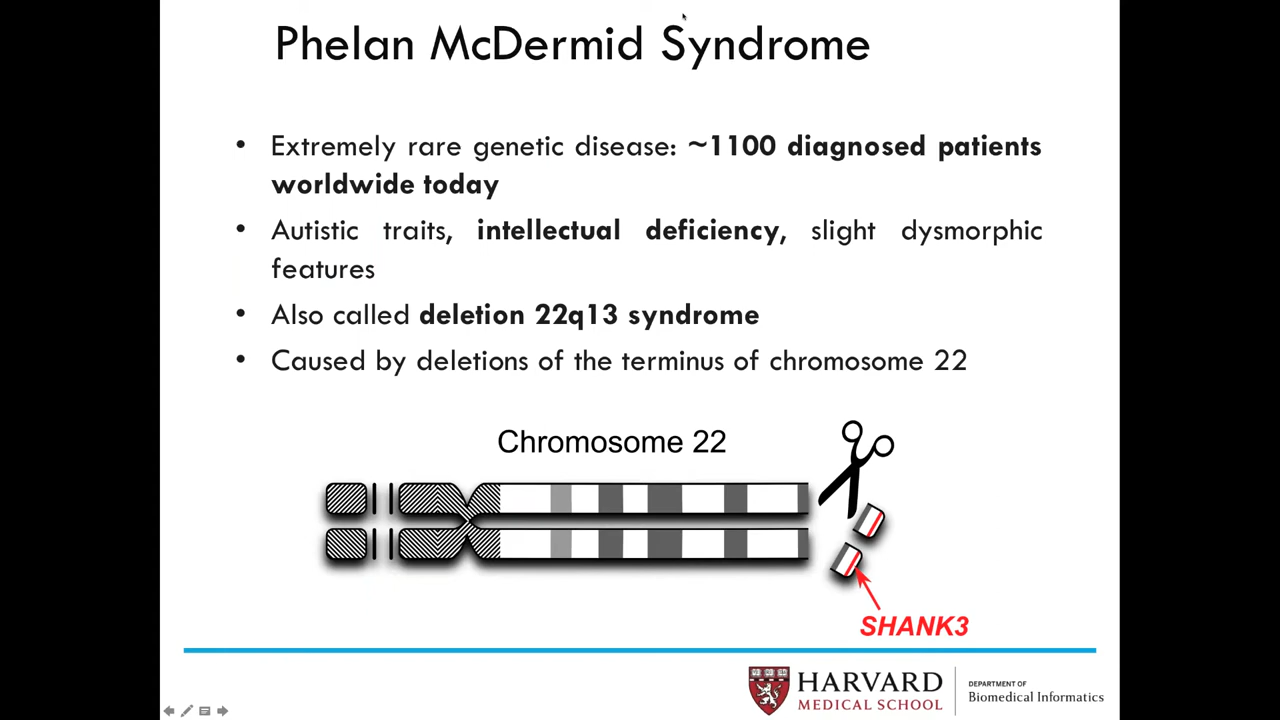 Phelan McDermid Syndrome
• Extremely rare genetic disease: ~1100 diagnosed patients
worldwide today
• Autistic traits, intellectual deficiency, slight dysmorphic
features
• Also called deletion 22q13 syndrome
• Caused by deletions of the terminus of chromosome 22
Chromosome 22
SHANK3
HARVARD
MEDICAL SCHOOL
DEPARTMENT OF
Biomedical Informatics